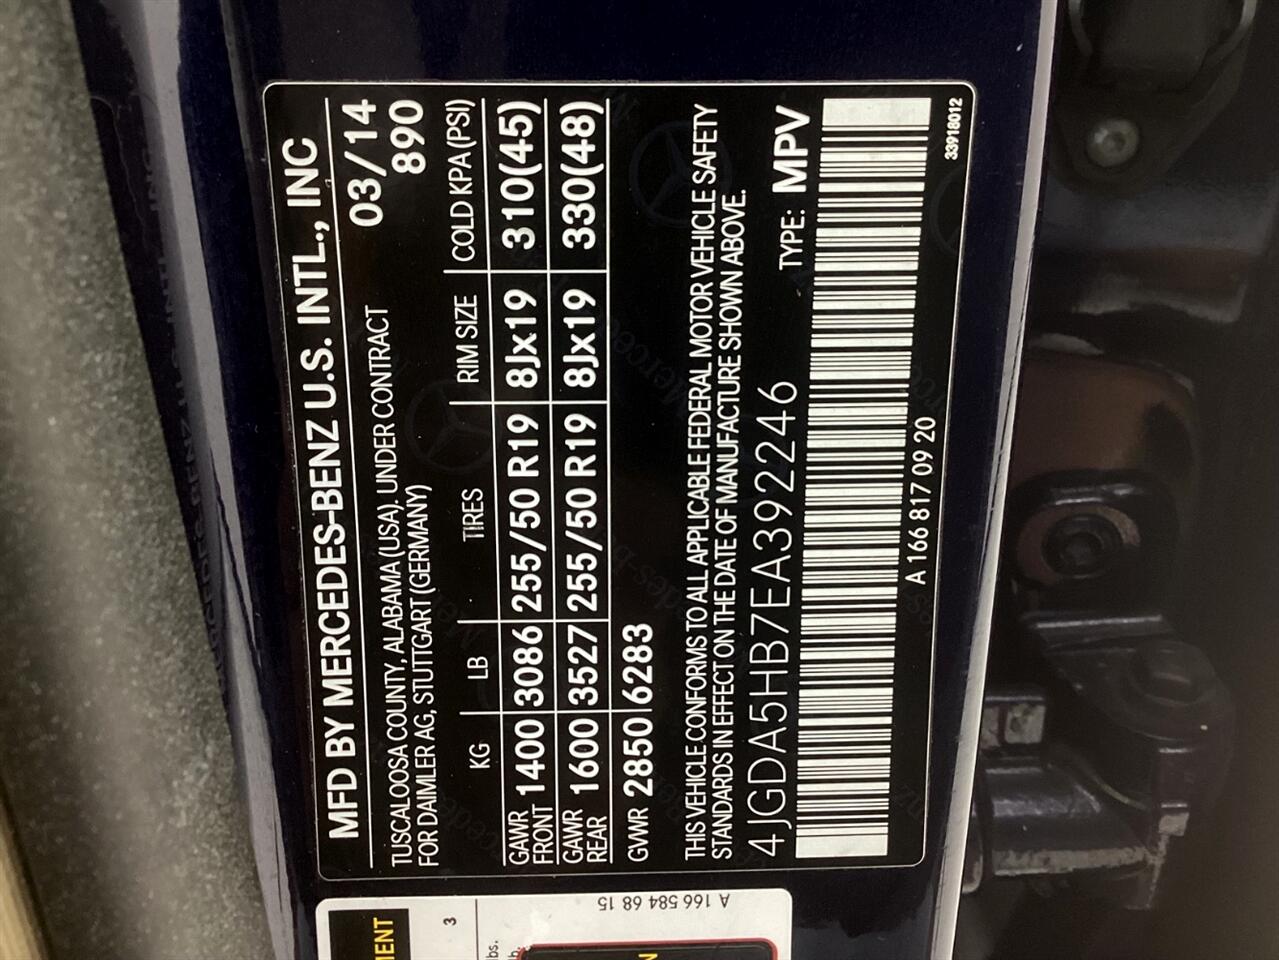 MFD BY MERCEDES-BENZ U.S. INTL., INC
03/14
890
TUSCALOOSA COUNTY, ALABAMA (USA), UNDER CONTRACT
FOR DAIMLER AG, STUTTGART (GERMANY)
KG LB TIRES RIM SIZE COLD KPA (PSI)
GAWR FRONT 1400 3086 255/50 R19 8Jx19 310(45)
GAWR REAR 1600 3527 255/50 R19 8Jx19 330(48)
GVWR 2850 6283
THIS VEHICLE CONFORMS TO ALL APPLICABLE FEDERAL MOTOR VEHICLE SAFETY
STANDARDS IN EFFECT ON THE DATE OF MANUFACTURE SHOWN ABOVE.
4JGDA5HB7EA392246 TYPE: MPV
A 166 817 09 20
33918012
A 166 584 68 15
3